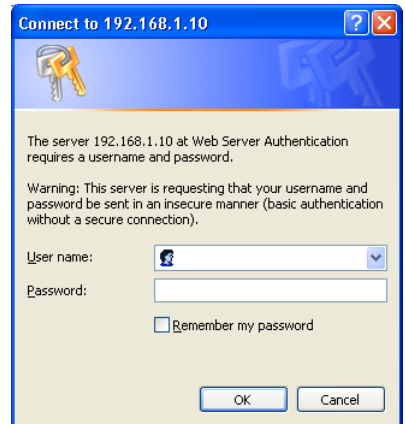 Connect to 192.168.1.10
The server 192.168.1.10 at Web Server Authentication
requires a username and password.
Warning: This server is requesting that your username and
password be sent in an insecure manner (basic authentication
without a secure connection).
User name:
Password:
Remember my password
OK Cancel